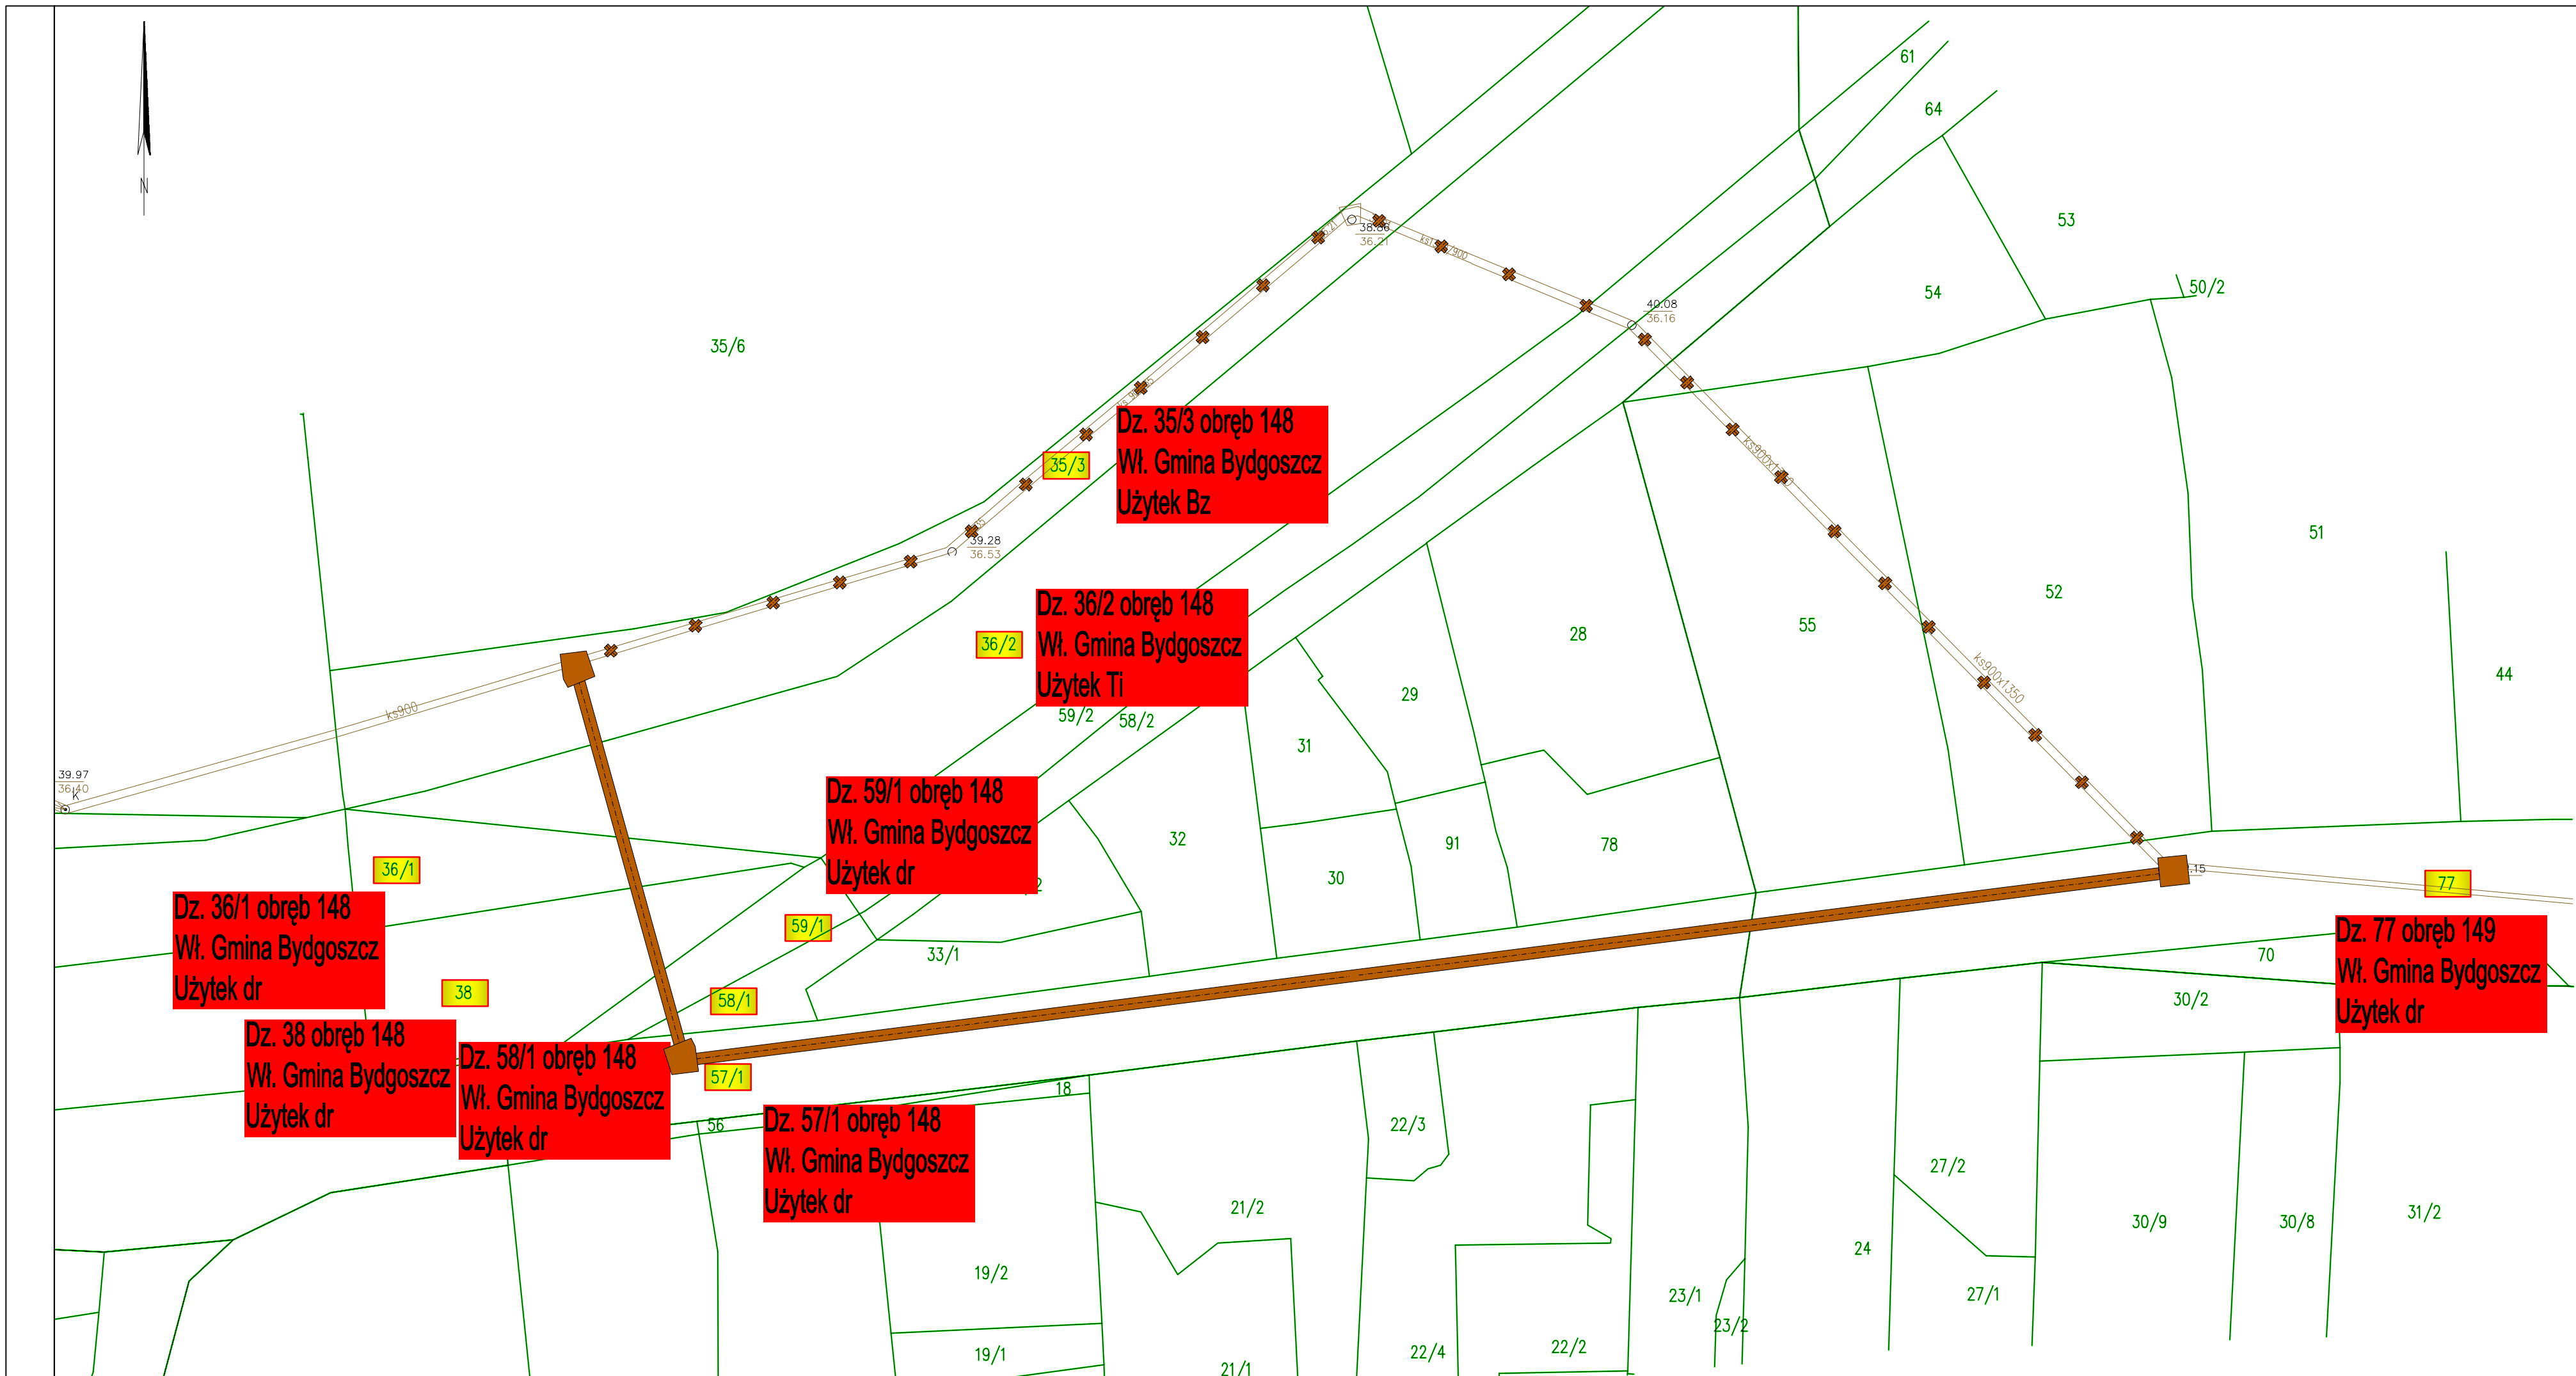 61
64
N
53
50/2
54
38.86
36.21
40.08
36.16
35/6
Dz. 35/3 obręb 148
Wł. Gmina Bydgoszcz
Użytek Bz
35/3
39.28
36.53
51
52
55
28
Dz. 36/2 obręb 148
Wł. Gmina Bydgoszcz
Użytek Ti
36/2
59/2
58/2
29
31
44
ks900x1350
ks900
39.97
36.40
K
Dz. 59/1 obręb 148
Wł. Gmina Bydgoszcz
Użytek dr
32
30
91
78
.15
77
36/1
Dz. 36/1 obręb 148
Wł. Gmina Bydgoszcz
Użytek dr
59/1
33/1
Dz. 77 obręb 149
Wł. Gmina Bydgoszcz
Użytek dr
70
30/2
38
58/1
Dz. 38 obręb 148
Wł. Gmina Bydgoszcz
Użytek dr
Dz. 58/1 obręb 148
Wł. Gmina Bydgoszcz
Użytek dr
57/1
18
56
Dz. 57/1 obręb 148
Wł. Gmina Bydgoszcz
Użytek dr
22/3
21/2
27/2
30/9
30/8
31/2
24
19/2
23/1
27/1
23/2
19/1
21/1
22/4
22/2